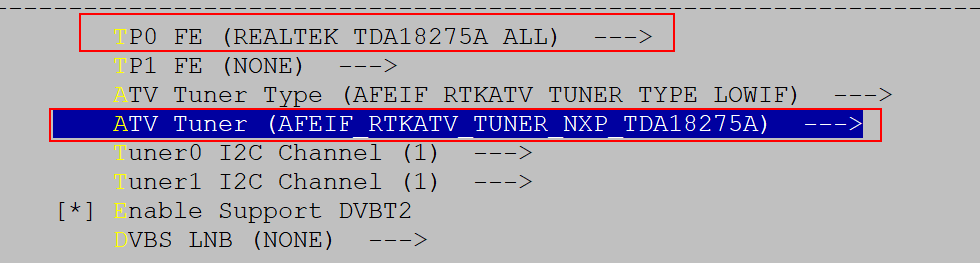 TP0 FE (REALTEK TDA18275A ALL)  --->
TP1 FE (NONE)  --->
ATV Tuner Type (AFEIF RTKATV TUNER TYPE LOWIF)  --->
ATV Tuner (AFEIF_RTKATV_TUNER_NXP_TDA18275A)  --->
Tuner0 I2C Channel (1)  --->
Tuner1 I2C Channel (1)  --->
[*] Enable Support DVBT2
DVBS LNB (NONE)  --->